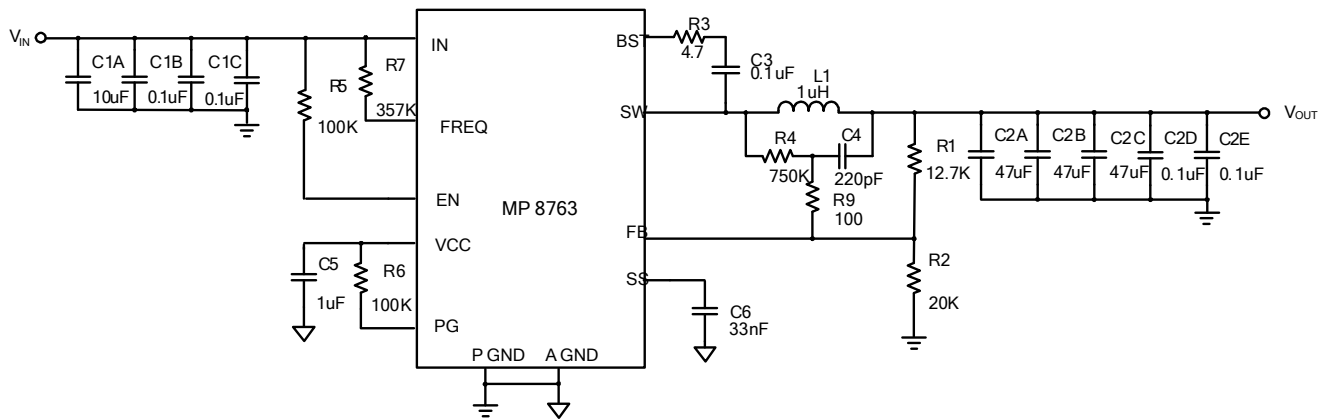 V_IN
C1A
10uF
C1B
0.1uF
C1C
0.1uF
R5
100K
R7
357K
IN
FREQ
EN
VCC
PG
C5
1uF
R6
100K
MP 8763
P GND
A GND
BST
SW
FB
SS
R3
4.7
C3
0.1uF
L1
1uH
R4
750K
C4
220pF
R9
100
R1
12.7K
R2
20K
C6
33nF
C2A
47uF
C2B
47uF
C2C
47uF
C2D
0.1uF
C2E
0.1uF
V_OUT